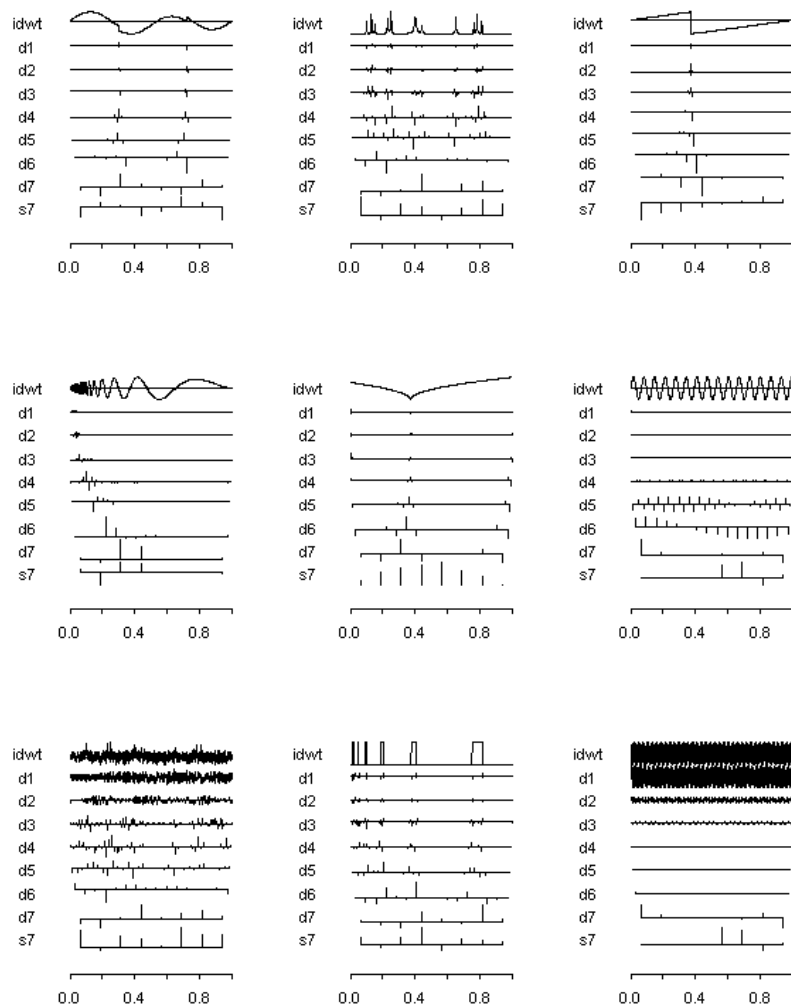 idwt idwt idwt
d1 d1 d1
d2 d2 d2
d3 d3 d3
d4 d4 d4
d5 d5 d5
d6 d6 d6
d7 d7 d7
s7 s7 s7
0.0 0.4 0.8 0.0 0.4 0.8 0.0 0.4 0.8
idwt idwt idwt
d1 d1 d1
d2 d2 d2
d3 d3 d3
d4 d4 d4
d5 d5 d5
d6 d6 d6
d7 d7 d7
s7 s7 s7
0.0 0.4 0.8 0.0 0.4 0.8 0.0 0.4 0.8
idwt idwt idwt
d1 d1 d1
d2 d2 d2
d3 d3 d3
d4 d4 d4
d5 d5 d5
d6 d6 d6
d7 d7 d7
s7 s7 s7
0.0 0.4 0.8 0.0 0.4 0.8 0.0 0.4 0.8